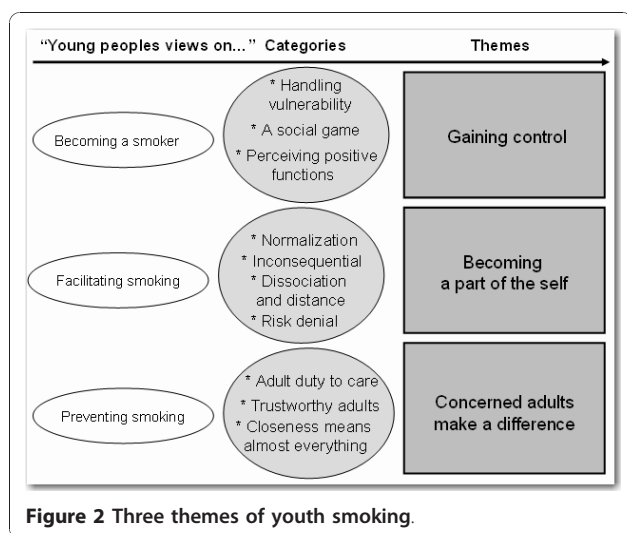 "Young peoples views on..." Categories Themes
Becoming a smoker
* Handling
vulnerability
* A social game
* Perceiving positive
functions
Gaining control
Facilitating smoking
* Normalization
* Inconsequential
* Dissociation
and distance
* Risk denial
Becoming
a part of the self
Preventing smoking
* Adult duty to care
* Trustworthy adults
* Closeness means
almost everything
Concerned adults
make a difference
Figure 2 Three themes of youth smoking.